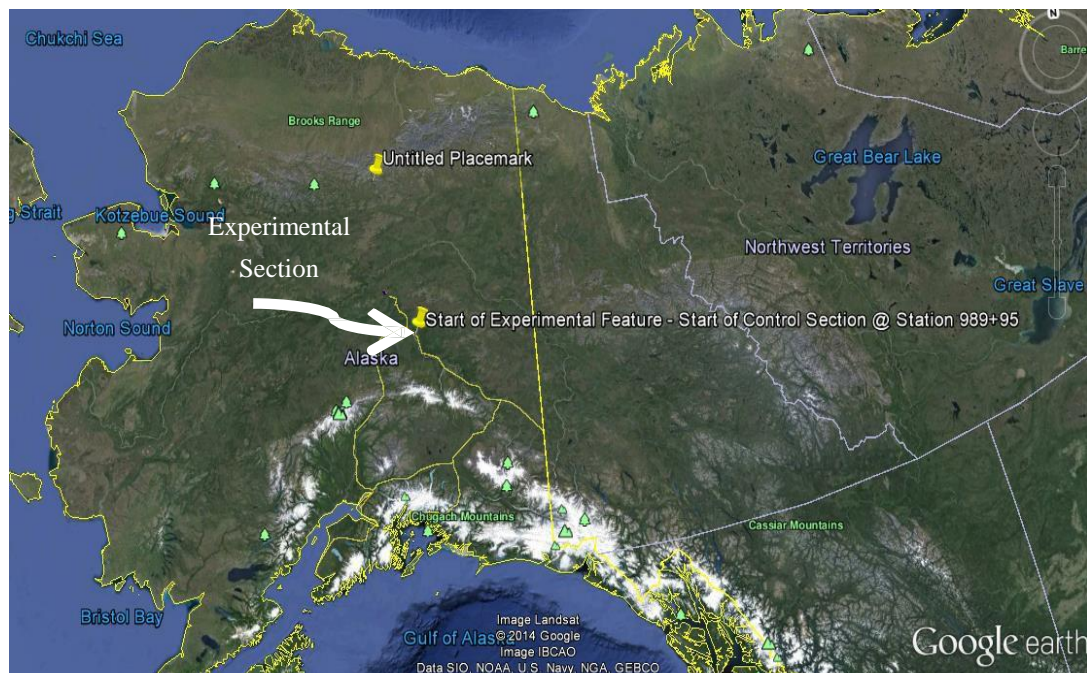 N
Chukchi Sea
Barre
Brooks Range
Untitled Placemark
Great Bear Lake
g Strait
Kotzebue Sound
Experimental
Section
Northwest Territories
Great Slave
Start of Experimental Feature - Start of Control Section @ Station 989+95
Norton Sound
Alaska
Chugach Mountains
Cassiar Mountains
Bristol Bay
Gulf of Alaska
Image Landsat
© 2014 Google
Image IBCAO
Data SIO, NOAA, U.S. Navy, NGA, GEBCO
Google earth